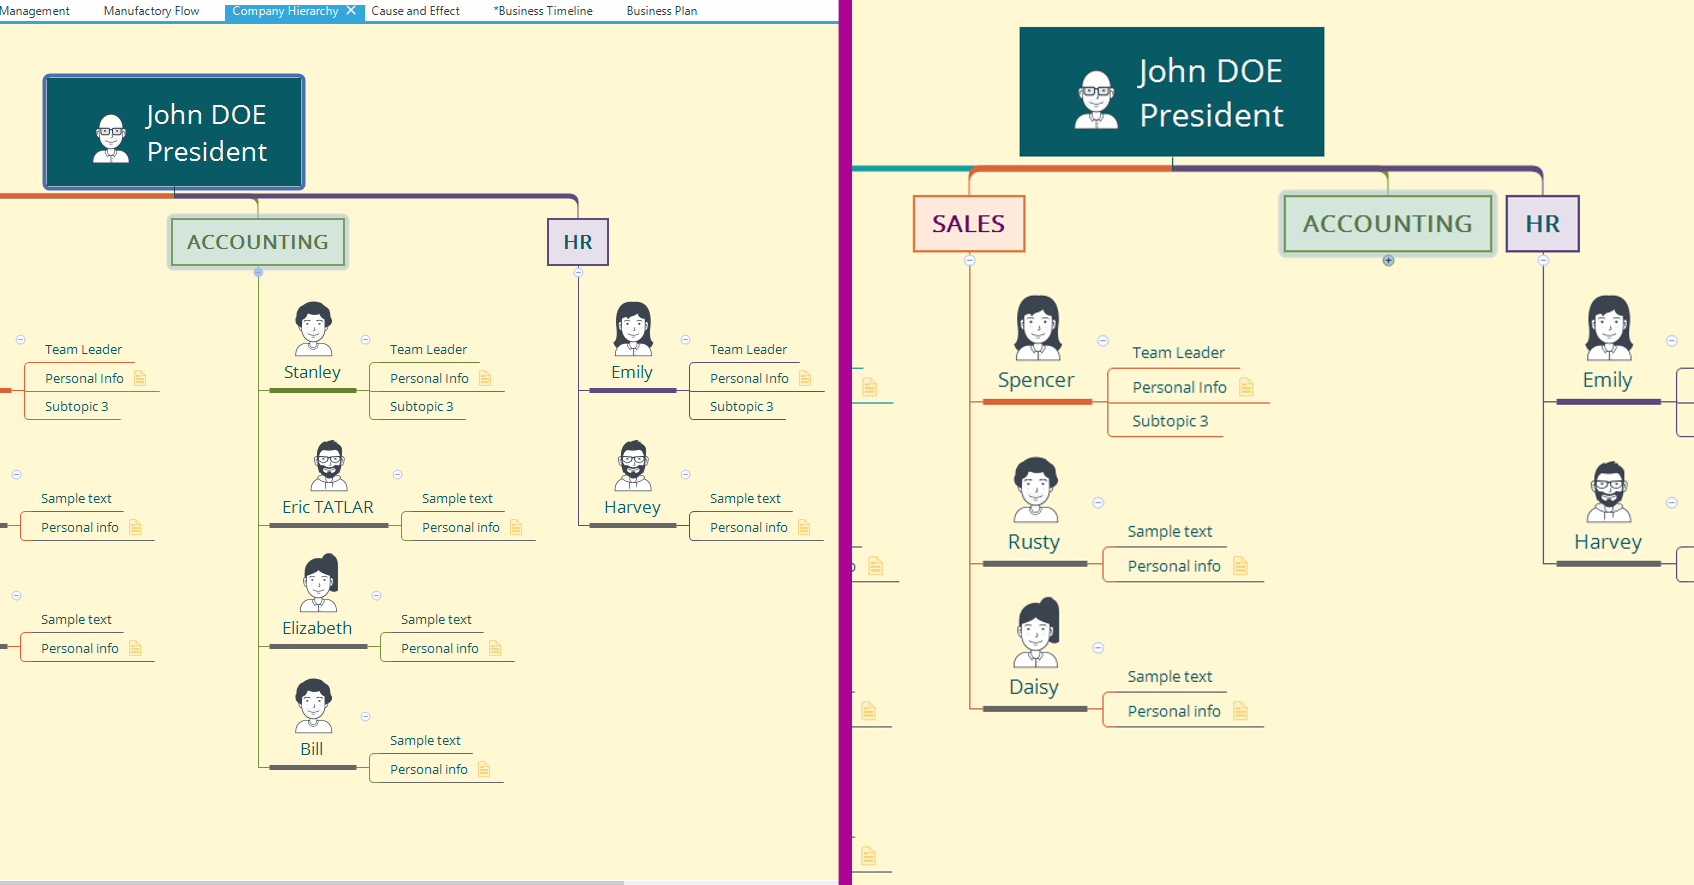 Management
Manufactory Flow
Company Hierarchy
Cause and Effect
*Business Timeline
Business Plan
John DOE
President
ACCOUNTING
HR
Team Leader
Personal Info
Subtopic 3
Stanley
Team Leader
Personal Info
Subtopic 3
Emily
Team Leader
Personal Info
Subtopic 3
Sample text
Personal info
Eric TATLAR
Sample text
Personal info
Harvey
Sample text
Personal info
Sample text
Personal info
Elizabeth
Sample text
Personal info
Bill
Sample text
Personal info
John DOE
President
SALES
ACCOUNTING
HR
Spencer
Team Leader
Personal Info
Subtopic 3
Emily
Rusty
Sample text
Personal info
Harvey
Daisy
Sample text
Personal info